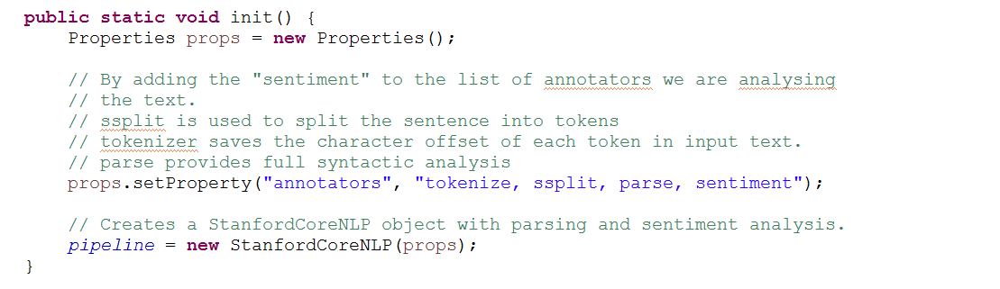 public static void init() {
    Properties props = new Properties();
    // By adding the "sentiment" to the list of annotators we are analysing
    // the text.
    // ssplit is used to split the sentence into tokens
    // tokenizer saves the character offset of each token in input text.
    // parse provides full syntactic analysis
    props.setProperty("annotators", "tokenize, ssplit, parse, sentiment");
    // Creates a StanfordCoreNLP object with parsing and sentiment analysis.
    pipeline = new StanfordCoreNLP(props);
}